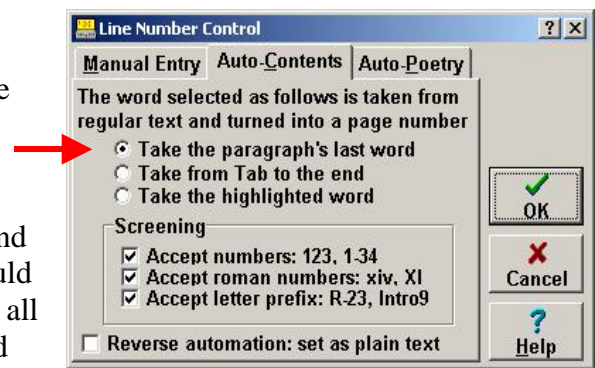 Line Number Control
Manual Entry Auto-Contents Auto-Poetry
The word selected as follows is taken from
regular text and turned into a page number
Take the paragraph's last word
Take from Tab to the end
Take the highlighted word
Screening
Accept numbers: 123, 1-34
Accept roman numbers: xiv, XI
Accept letter prefix: R-23, Intro9
Reverse automation: set as plain text
OK
Cancel
? Help
all